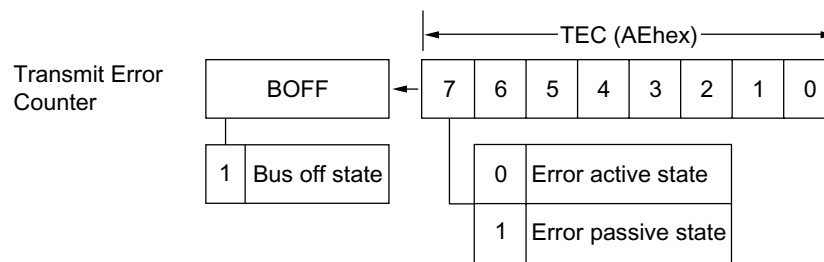 TEC (AEhex)
Transmit Error
Counter
BOFF
7 6 5 4 3 2 1 0
1 Bus off state
0 Error active state
1 Error passive state